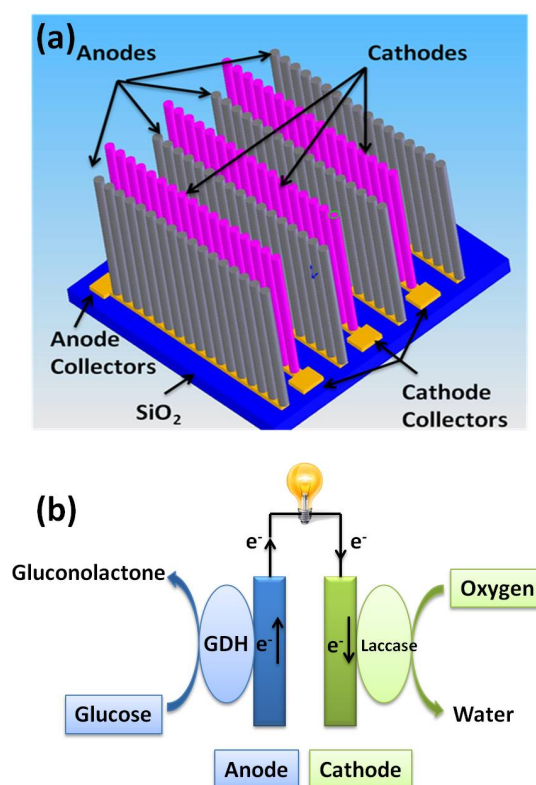 (a)
Anodes
Cathodes
Anode
Collectors
SiO₂
Cathode
Collectors
(b)
e⁻
e⁻
Gluconolactone
Oxygen
GDH
e⁻
e⁻
Laccase
Glucose
Water
Anode
Cathode